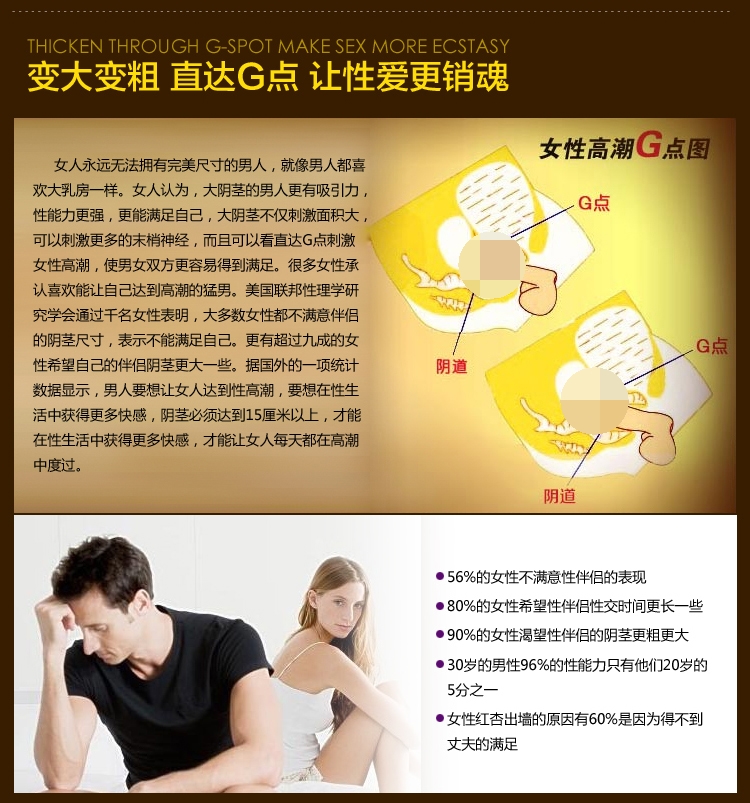 THICKEN THROUGH G-SPOT MAKE SEX MORE ECSTASY
变大变粗 直达G点 让性爱更销魂
女性高潮G点图
女人永远无法拥有完美尺寸的男人，就像男人都喜
欢大乳房一样。女人认为，大阴茎的男人更有吸引力，
性能力更强，更能满足自己，大阴茎不仅刺激面积大，
可以刺激更多的末梢神经，而且可以看直达G点刺激
女性高潮，使男女双方更容易得到满足。很多女性承
认喜欢能让自己达到高潮的猛男。美国联邦性理学研
究学会通过千名女性表明，大多数女性都不满意伴侣
的阴茎尺寸，表示不能满足自己。更有超过九成的女
性希望自己的伴侣阴茎更大一些。据国外的一项统计
数据显示，男人要想让女人达到性高潮，要想在性生
活中获得更多快感，阴茎必须达到15厘米以上，才能
在性生活中获得更多快感，才能让女人每天都在高潮
中度过。
G点
阴道
G点
阴道
56%的女性不满意性伴侣的表现
80%的女性希望性伴侣性交时间更长一些
90%的女性渴望性伴侣的阴茎更粗更大
30岁的男性96%的性能力只有他们20岁的
5分之一
女性红杏出墙的原因有60%是因为得不到
丈夫的满足